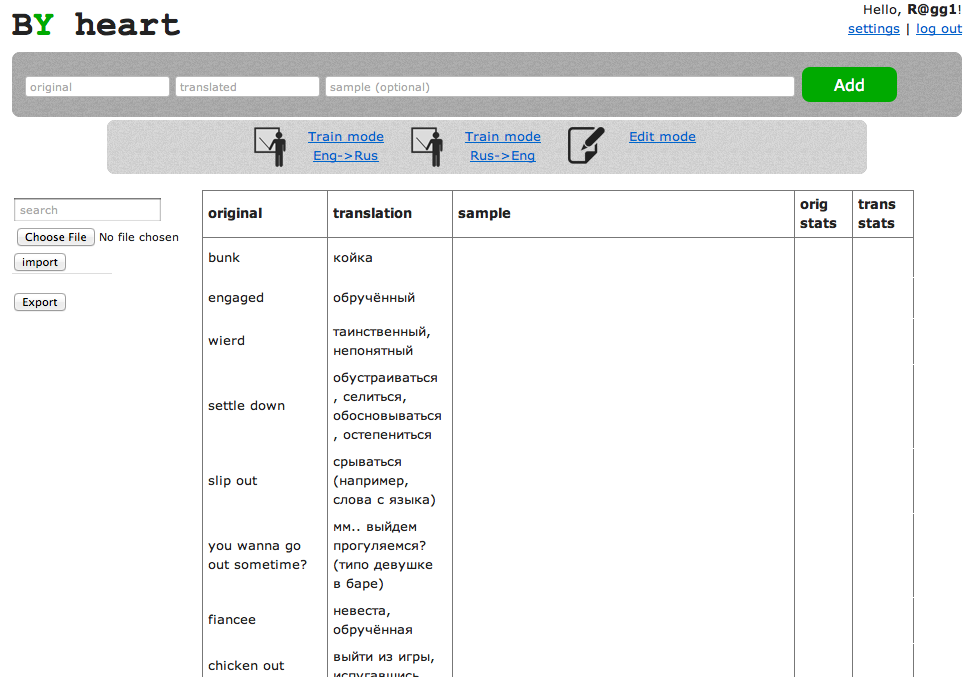 BY heart
Hello, R@gg1!
settings | log out
original
translated
sample (optional)
Add
Train mode
Eng->Rus
Train mode
Rus->Eng
Edit mode
search
Choose File No file chosen
import
Export
original translation sample orig stats trans stats
bunk койка
engaged обручённый
wierd таинственный,
непонятный
settle down обустраиваться
, селиться,
обосновываться
, остепениться
slip out срываться
(например,
слова с языка)
you wanna go
out sometime?
мм.. выйдем
прогуляемся?
(типо девушке
в баре)
fiancee невеста,
обручённая
chicken out выйти из игры,
испугавшись